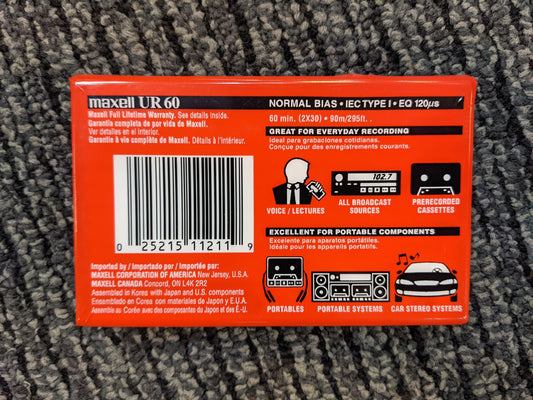 maxell UR 60
Maxell Full Lifetime Warranty. See details inside.
Garantía completa de por vida de Maxell.
Ver detalles en el interior.
Garantie à vie complète de Maxell. Détails à l'intérieur.
0 25215 11211 9
Imported by / Importado por / Importée par:
MAXELL CORPORATION OF AMERICA New Jersey, U.S.A.
MAXELL CANADA Concord, ON L4K 2R2
Assembled in Korea with Japan and U.S. components
Ensamblado en Corea con materiales de Japon y E.U.A.
Assemblé au Corée avec des composantes du Japon et des É.-U.
NORMAL BIAS • IEC TYPE I • EQ 120µs
60 min. (2X30) • 90m/295ft. .
GREAT FOR EVERYDAY RECORDING
Ideal para grabaciones cotidianas.
Conçue pour des enregistrements courants.
102.7
VOICE / LECTURES
ALL BROADCAST SOURCES
PRERECORDED CASSETTES
EXCELLENT FOR PORTABLE COMPONENTS
Excelente para aparatos portátiles.
Idéale pour les appareils portatifs.
PORTABLES
PORTABLE SYSTEMS
CAR STEREO SYSTEMS